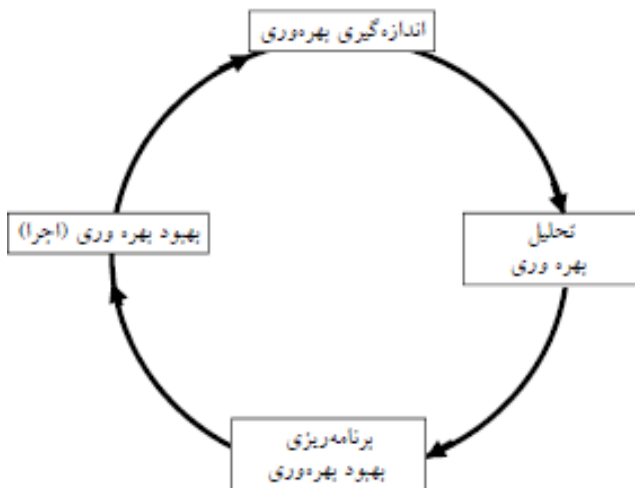 اندازه‌گیری بهره‌وری
تحلیل
بهره وری
برنامه‌ریزی
بهبود بهره‌وری
بهبود بهره وری (اجرا)